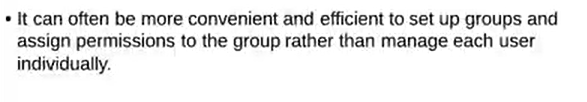 • It can often be more convenient and efficient to set up groups and
assign permissions to the group rather than manage each user
individually.